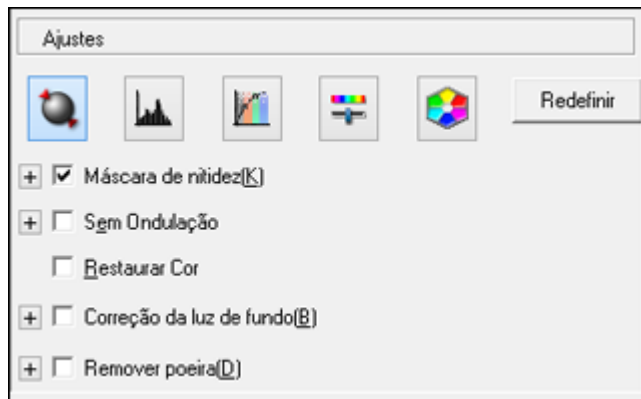 Ajustes
Redefinir
Máscara de nitidez(K)
Sem Ondulação
Restaurar Cor
Correção da luz de fundo(B)
Remover poeira(D)